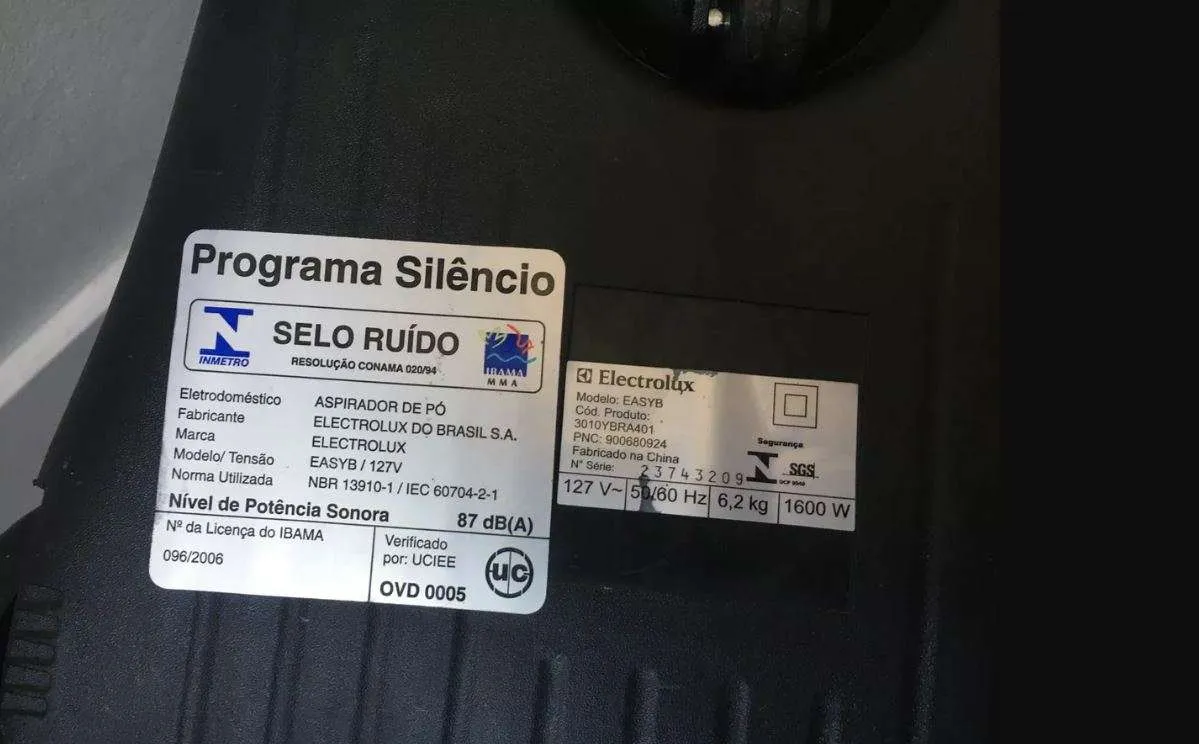 Programa Silêncio
INMETRO
SELO RUÍDO
RESOLUÇÃO CONAMA 020/94
IBAMA
MMA
Eletrodoméstico ASPIRADOR DE PÓ
Fabricante ELECTROLUX DO BRASIL S.A.
Marca ELECTROLUX
Modelo/ Tensão EASYB / 127V
Norma Utilizada NBR 13910-1 / IEC 60704-2-1
Nível de Potência Sonora 87 dB(A)
Nº da Licença do IBAMA
096/2006
Verificado
por: UCIEE
OVD 0005
uc
Electrolux
Modelo: EASYB
Cód. Produto:
3010YBRA401
PNC: 900680924
Fabricado na China
N° Série: 23743209
Segurança
SGS
127 V~ 50/60 Hz 6,2 kg 1600 W